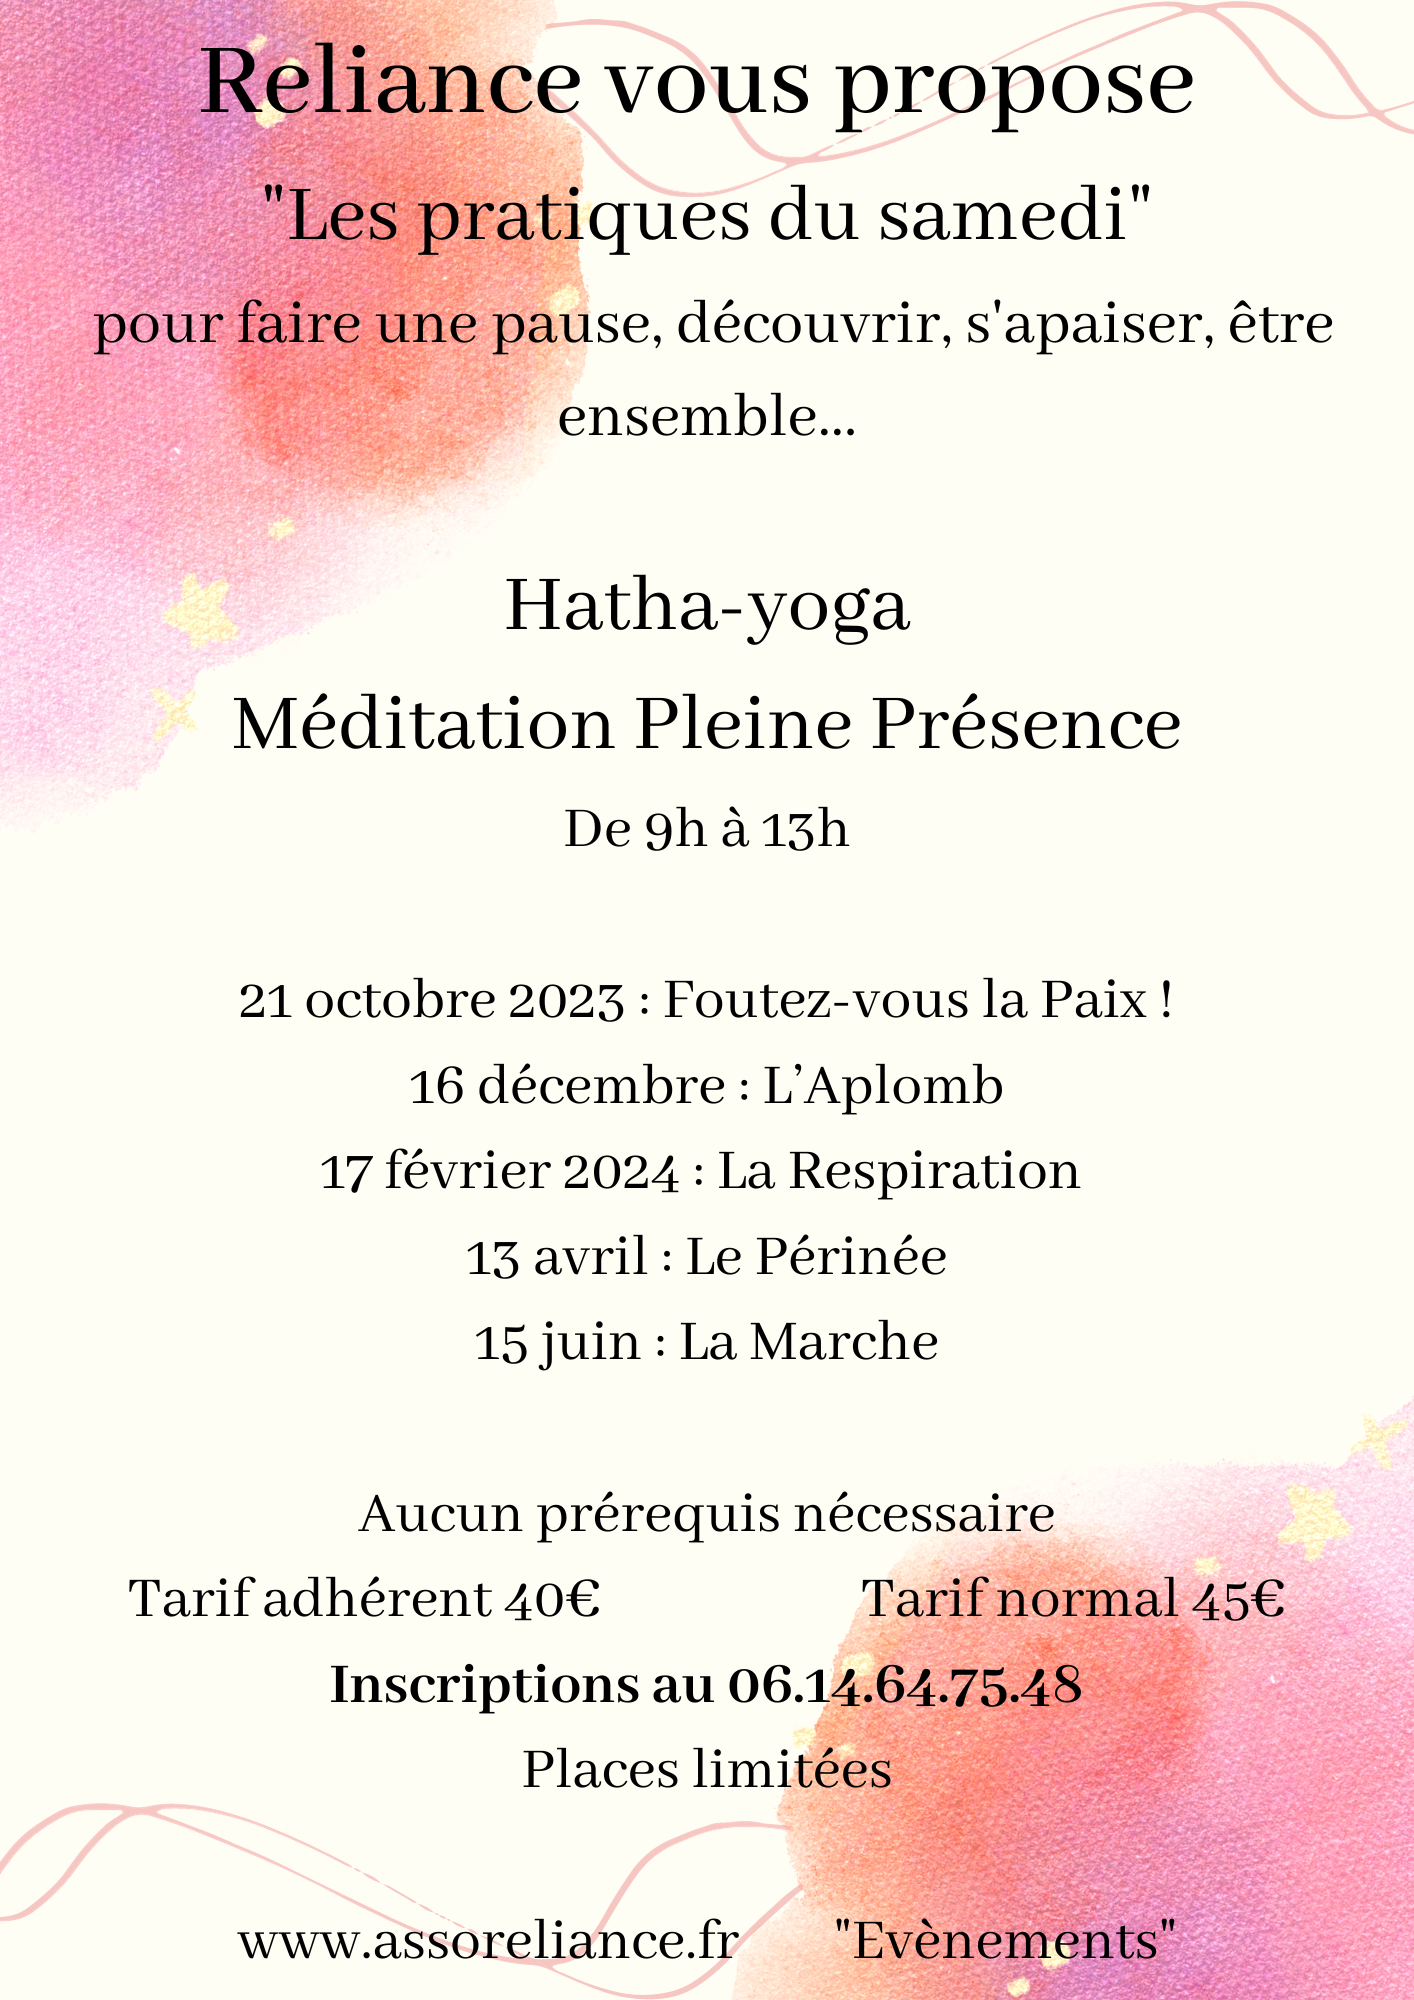 Reliance vous propose
"Les pratiques du samedi"
pour faire une pause, découvrir, s'apaiser, être
ensemble...
Hatha-yoga
Méditation Pleine Présence
De 9h à 13h
21 octobre 2023 : Foutez-vous la Paix !
16 décembre : L’Aplomb
17 février 2024 : La Respiration
13 avril : Le Périnée
15 juin : La Marche
Aucun prérequis nécessaire
Tarif adhérent 40€ Tarif normal 45€
Inscriptions au 06.14.64.75.48
Places limitées
www.assoreliance.fr "Evènements"